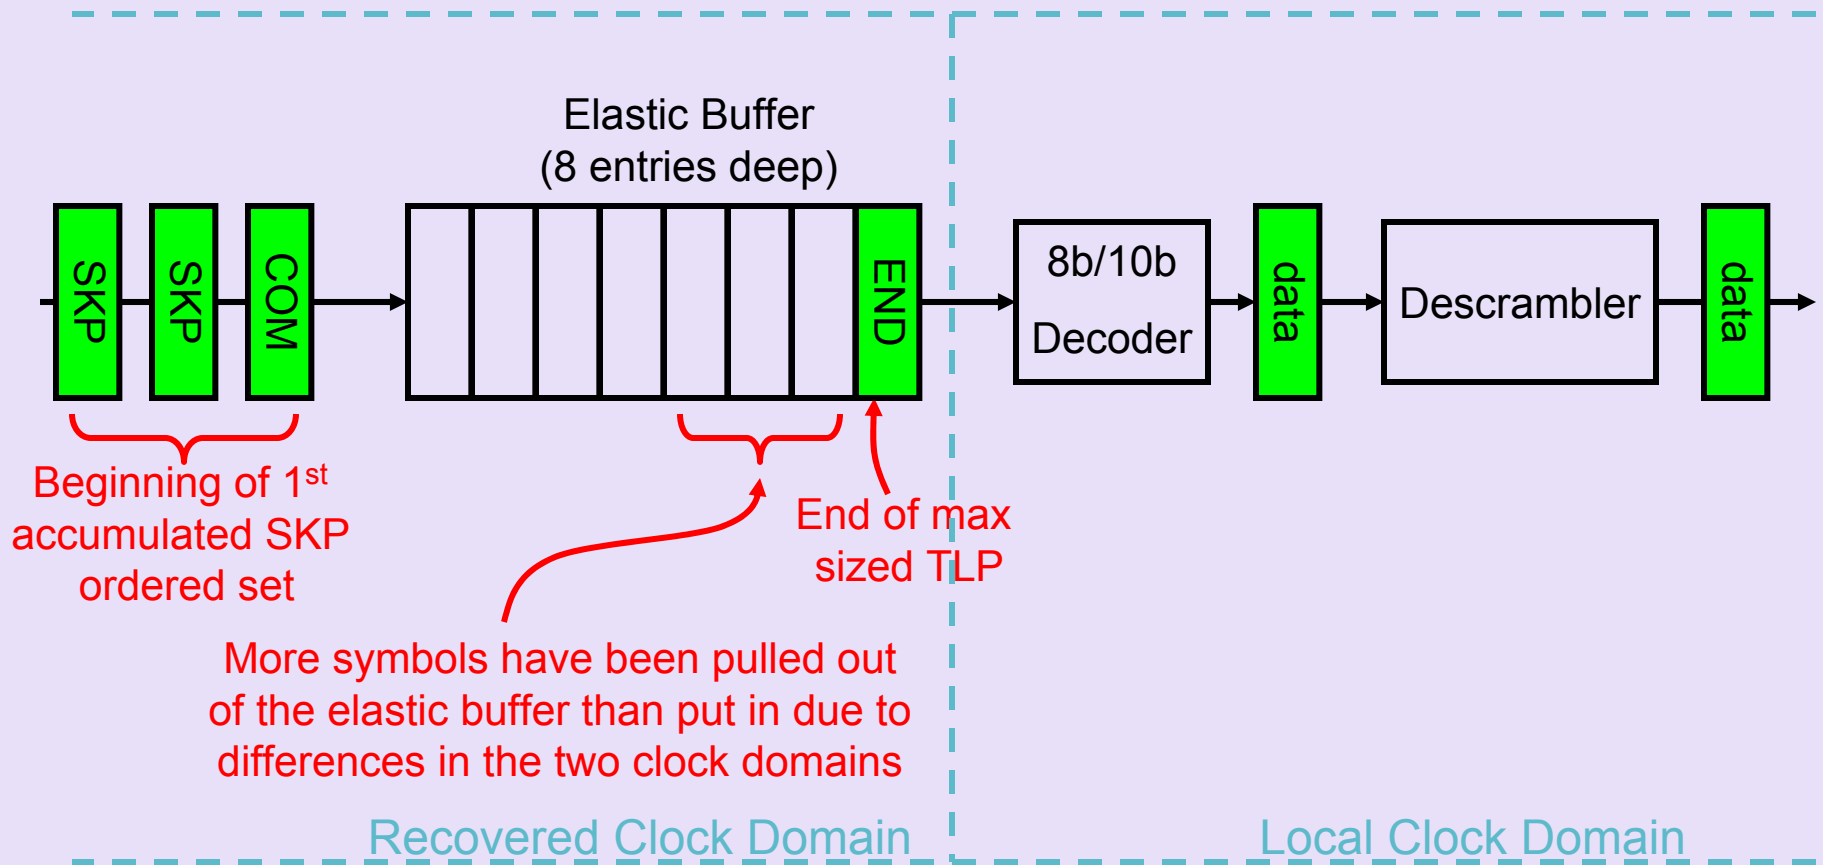 Elastic Buffer
(8 entries deep)
SKP
SKP
COM
END
8b/10b
Decoder
data
Descrambler
data
Beginning of 1st
accumulated SKP
ordered set
End of max
sized TLP
More symbols have been pulled out
of the elastic buffer than put in due to
differences in the two clock domains
Recovered Clock Domain
Local Clock Domain